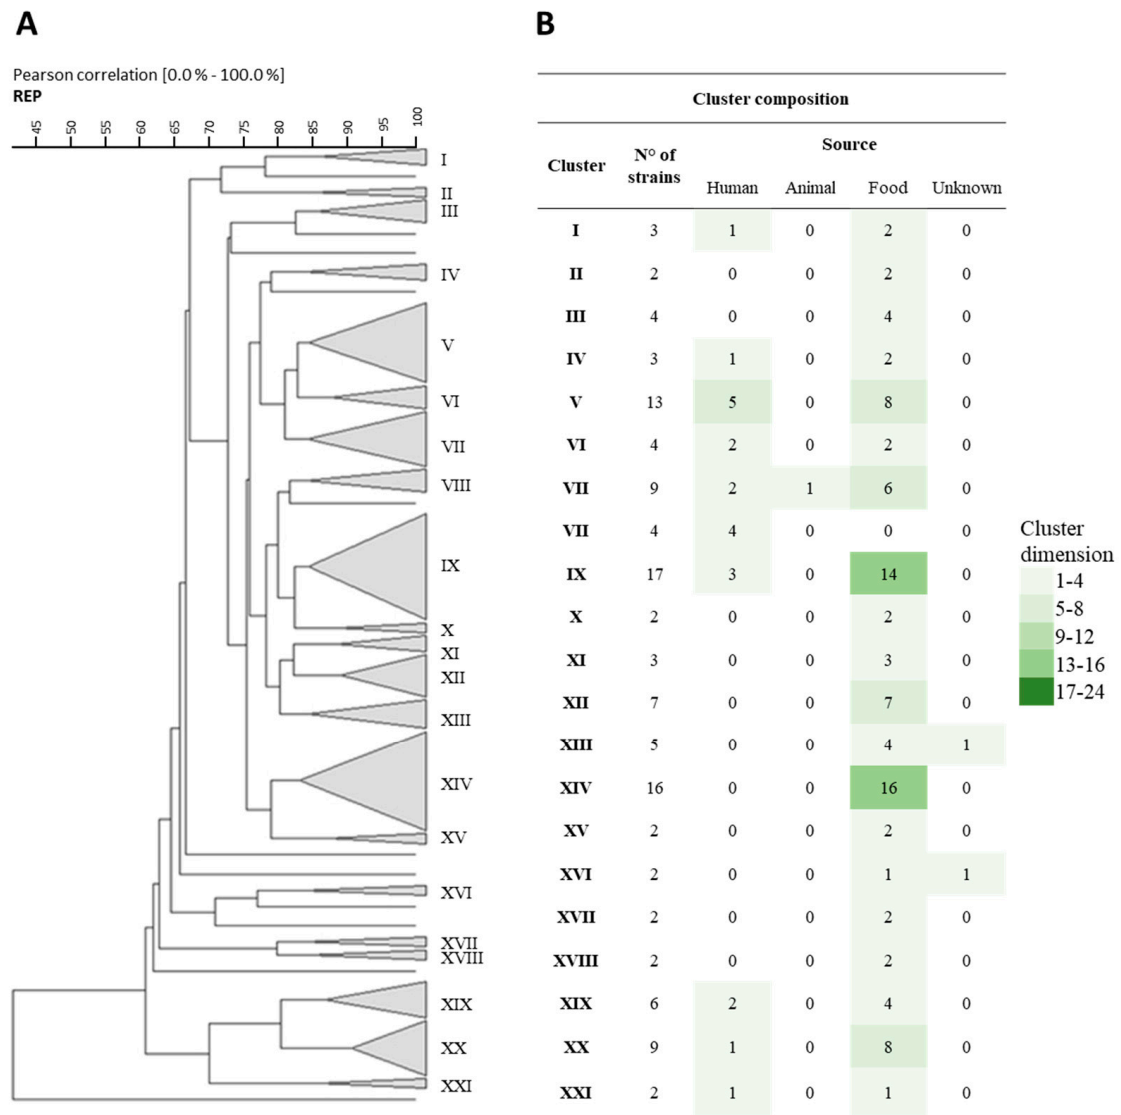 A
Pearson correlation [0.0 % - 100.0 %]
REP
45 50 55 60 65 70 75 80 85 90 95 100
I
II
III
IV
V
VI
VII
VIII
IX
X
XI
XII
XIII
XIV
XV
XVI
XVII
XVIII
XIX
XX
XXI
B
Cluster composition
Cluster N° of strains Source
Human Animal Food Unknown
I 3 1 0 2 0
II 2 0 0 2 0
III 4 0 0 4 0
IV 3 1 0 2 0
V 13 5 0 8 0
VI 4 2 0 2 0
VII 9 2 1 6 0
VII 4 4 0 0 0
IX 17 3 0 14 0
X 2 0 0 2 0
XI 3 0 0 3 0
XII 7 0 0 7 0
XIII 5 0 0 4 1
XIV 16 0 0 16 0
XV 2 0 0 2 0
XVI 2 0 0 1 1
XVII 2 0 0 2 0
XVIII 2 0 0 2 0
XIX 6 2 0 4 0
XX 9 1 0 8 0
XXI 2 1 0 1 0
Cluster
dimension
1-4
5-8
9-12
13-16
17-24